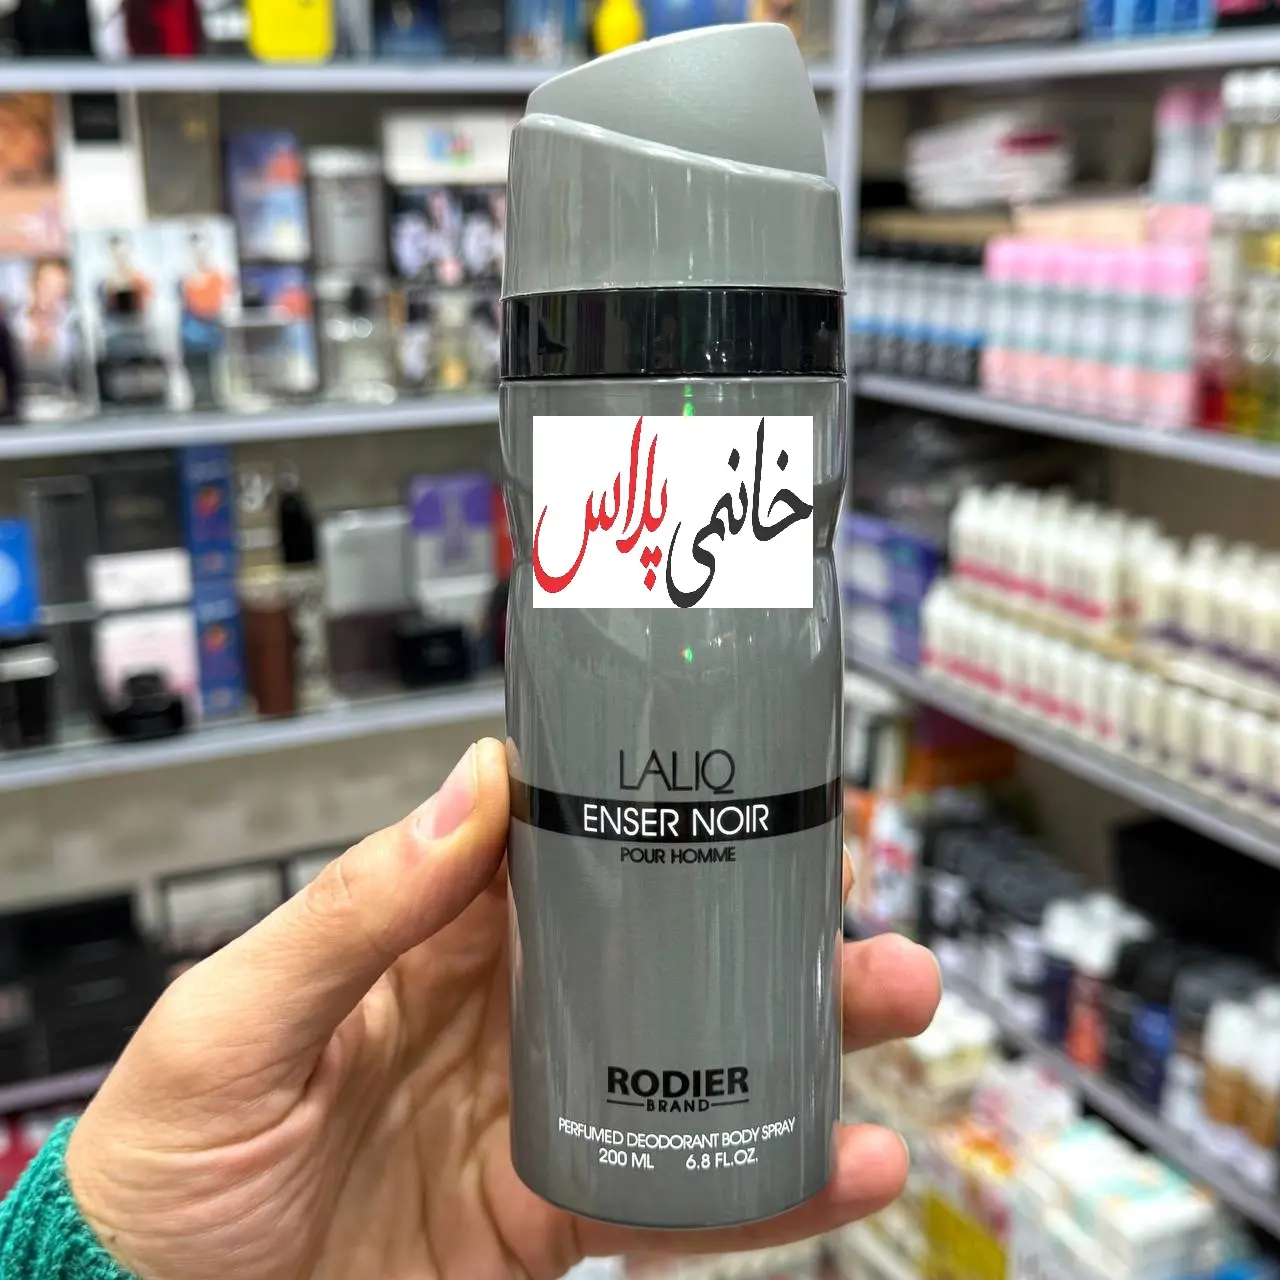 خانمی پلاس
LALIQ
ENSER NOIR
POUR HOMME
RODIER
BRAND
PERFUMED DEODORANT BODY SPRAY
200 ML 6.8 FL.OZ.